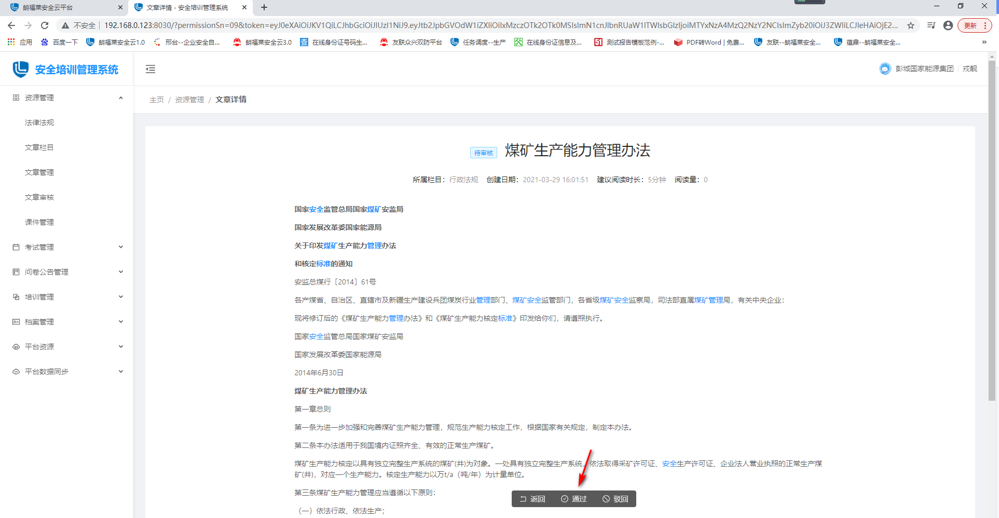 朗福莱安全云平台
文章详情 - 安全培训管理系统
不安全
192.168.0.123:8030/?permissionSn=09&token=eyJ0eXAiOiJKV1QiLCJhbGciOiJIUzI1NiJ9.eyJtb2JpbGVOdW1iZXIiOiIxMzczOTk2OTk0MSIsImN1cnJlbnRUaW1lTWlsbGlzIjoiMTYxNzA4MzQ2NzY2NCIsImZyb20iOiJ3ZWIiLCJleHAiOjE2...
更新
应用
百度一下
朗福莱安全云1.0
邢台--企业安全自...
朗福莱安全云3.0
在线身份证号码生...
友联众兴双防平台
任务调度--生产
在线身份证信息及...
测试报告模板范例-...
PDF转Word | 免费...
友联--朗福莱安全...
蕴鼎--朗福莱安全...
»
安全培训管理系统
彭城国家能源集团
戎靓
资源管理
法律法规
文章栏目
文章管理
文章审核
课件管理
考试管理
问卷公告管理
培训管理
档案管理
平台资源
平台数据同步
主页 / 资源管理 / 文章详情
待审核 煤矿生产能力管理办法
所属栏目：行政法规 创建日期：2021-03-29 16:01:51 建议阅读时长：5分钟 阅读量：0
国家安全监管总局国家煤矿安监局
国家发展改革委国家能源局
关于印发煤矿生产能力管理办法
和核定标准的通知
安监总煤行〔2014〕61号
各产煤省、自治区、直辖市及新疆生产建设兵团煤炭行业管理部门、煤矿安全监管部门，各省级煤矿安全监察局，司法部直属煤矿管理局，有关中央企业：
现将修订后的《煤矿生产能力管理办法》和《煤矿生产能力核定标准》印发给你们，请遵照执行。
国家安全监管总局国家煤矿安监局
国家发展改革委国家能源局
2014年6月30日
煤矿生产能力管理办法
第一章总则
第一条为进一步加强和完善煤矿生产能力管理，规范生产能力核定工作，根据国家有关规定，制定本办法。
第二条本办法适用于我国境内证照齐全、有效的正常生产煤矿。
煤矿生产能力核定以具有独立完整生产系统的煤矿(井)为对象。一处具有独立完整生产系统，依法取得采矿许可证、安全生产许可证、企业法人营业执照的正常生产煤
矿(井)，对应一个生产能力。核定生产能力以万t/a（吨/年）为计量单位。
第三条煤矿生产能力管理应当遵循以下原则：
（一）依法行政、依法生产；
返回 通过 驳回